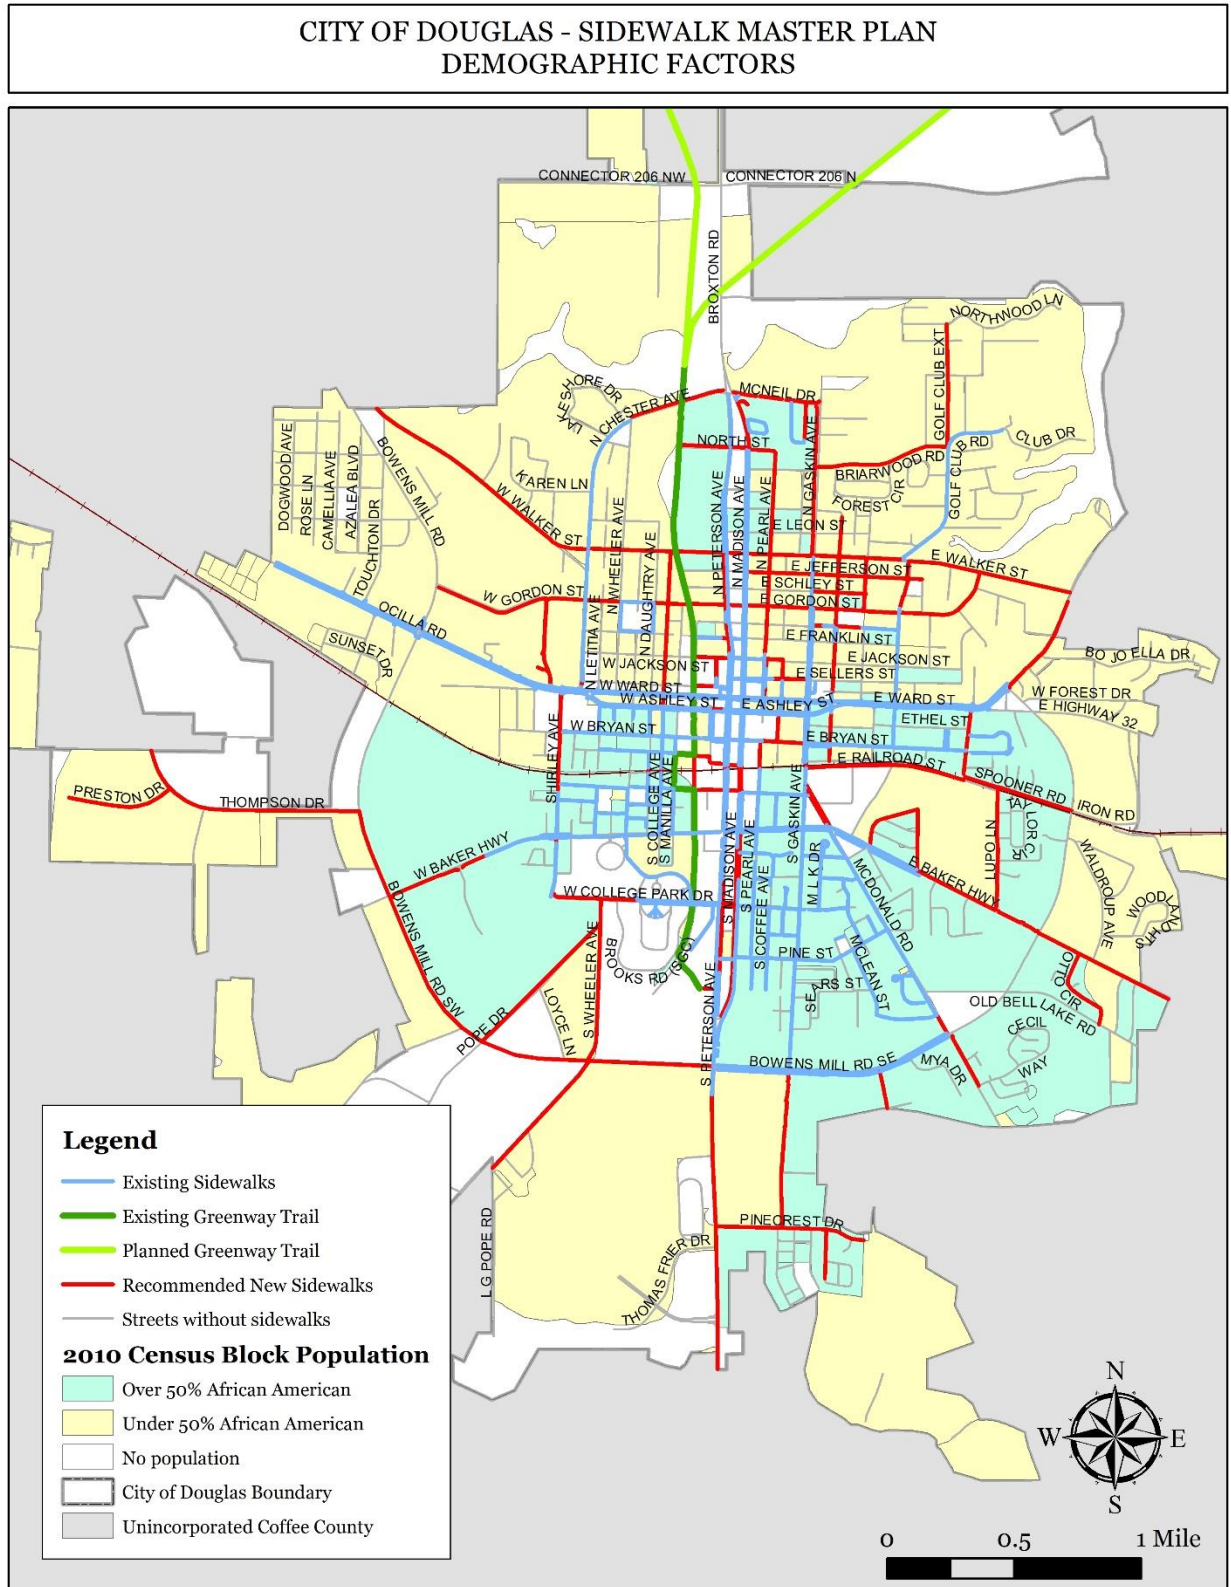 CITY OF DOUGLAS - SIDEWALK MASTER PLAN
DEMOGRAPHIC FACTORS
CONNECTOR 206 NW
CONNECTOR 206 N
BROXTON RD
NORTHWOOD LN
GOLF CLUB EXT
LAKESHORE DR
N CHESTER AVE
MCNEIL DR
NORTH ST
N GASKIN AVE
GOLF CLUB RD
CLUB DR
BRIARWOOD RD
FOREST CIR
DOGWOOD AVE
ROSE LN
CAMELLIA AVE
AZALEA BLVD
TOUCHTON DR
BOWENS MILL RD
KAREN LN
W WALKER ST
N WHEELER AVE
N DAUGHTRY AVE
N PETERSON AVE
N MADISON AVE
N PEARL AVE
E LEON ST
E JEFFERSON ST
E WALKER ST
E SCHLEY ST
W GORDON ST
E GORDON ST
OCILLA RD
SUNSET DR
N LETITIA AVE
E FRANKLIN ST
W JACKSON ST
E JACKSON ST
E SELLERS ST
BO JO ELLA DR
W WARD ST
W ASHLEY ST
E ASHLEY ST
E WARD ST
W FOREST DR
E HIGHWAY 32
ETHEL ST
W BRYAN ST
E BRYAN ST
E RAILROAD ST
SHIRLEY AVE
S COLLEGE AVE
S MANILLA AVE
SPOONER RD
IRON RD
TAYLOR CIR
LUPO LN
PRESTON DR
THOMPSON DR
W BAKER HWY
S MADISON AVE
S PEARL AVE
S COFFEE AVE
S GASKIN AVE
M L K DR
MCDONALD RD
E BAKER HWY
WALDROUP AVE
WOODLAND HTS
W COLLEGE PARK DR
BROOKS RD (SGC)
PINE ST
MCLEAN ST
SEARS ST
OTTO CIR
OLD BELL LAKE RD
CECIL WAY
BOWENS MILL RD SW
POPE DR
LOYCE LN
S WHEELER AVE
S PETERSON AVE
BOWENS MILL RD SE
MYA DR
L G POPE RD
THOMAS FRIER DR
PINECREST DR
Legend
Existing Sidewalks
Existing Greenway Trail
Planned Greenway Trail
Recommended New Sidewalks
Streets without sidewalks
2010 Census Block Population
Over 50% African American
Under 50% African American
No population
City of Douglas Boundary
Unincorporated Coffee County
N
W
E
S
0 0.5 1 Mile